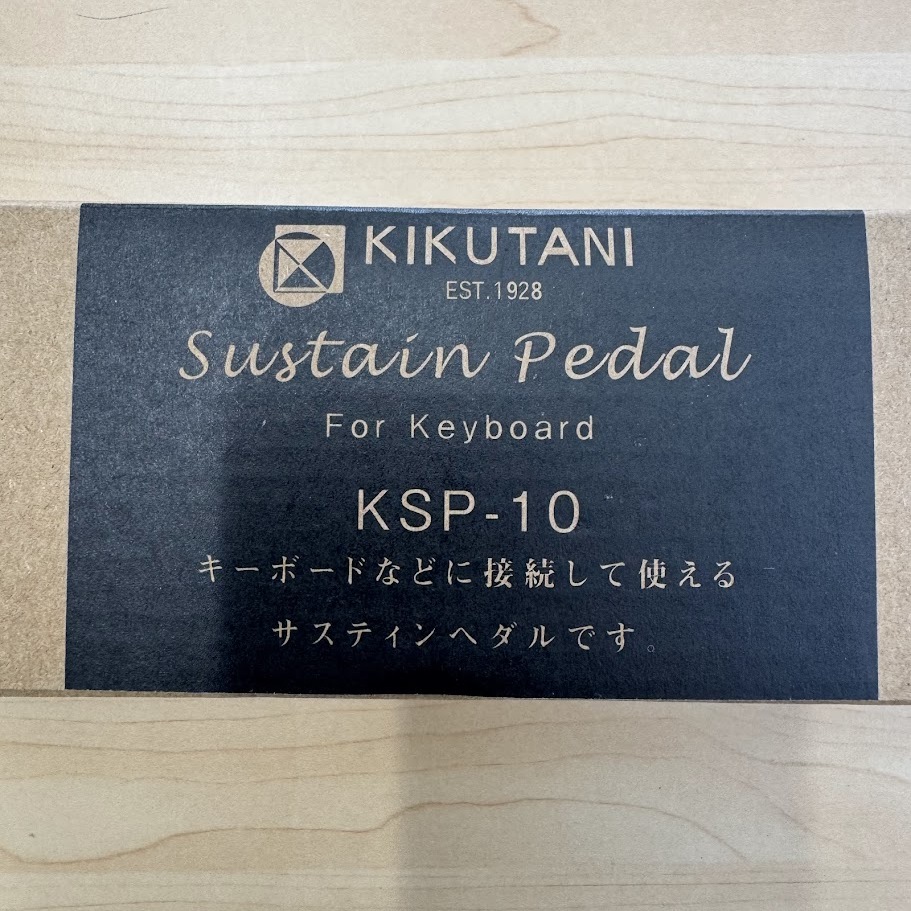 KIKUTANI
EST.1928
Sustain Pedal
For Keyboard
KSP-10
キーボードなどに接続して使える
サスティンペダルです。